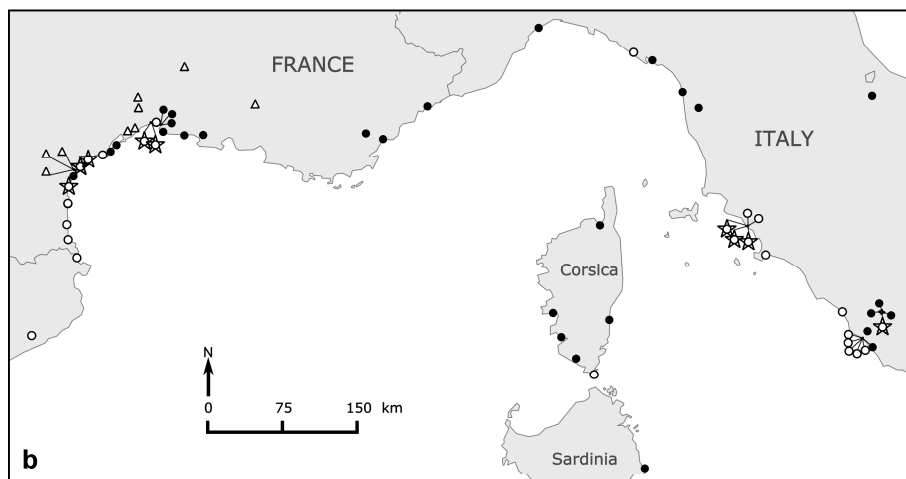 FRANCE
ITALY
Corsica
N
0 75 150 km
Sardinia
b